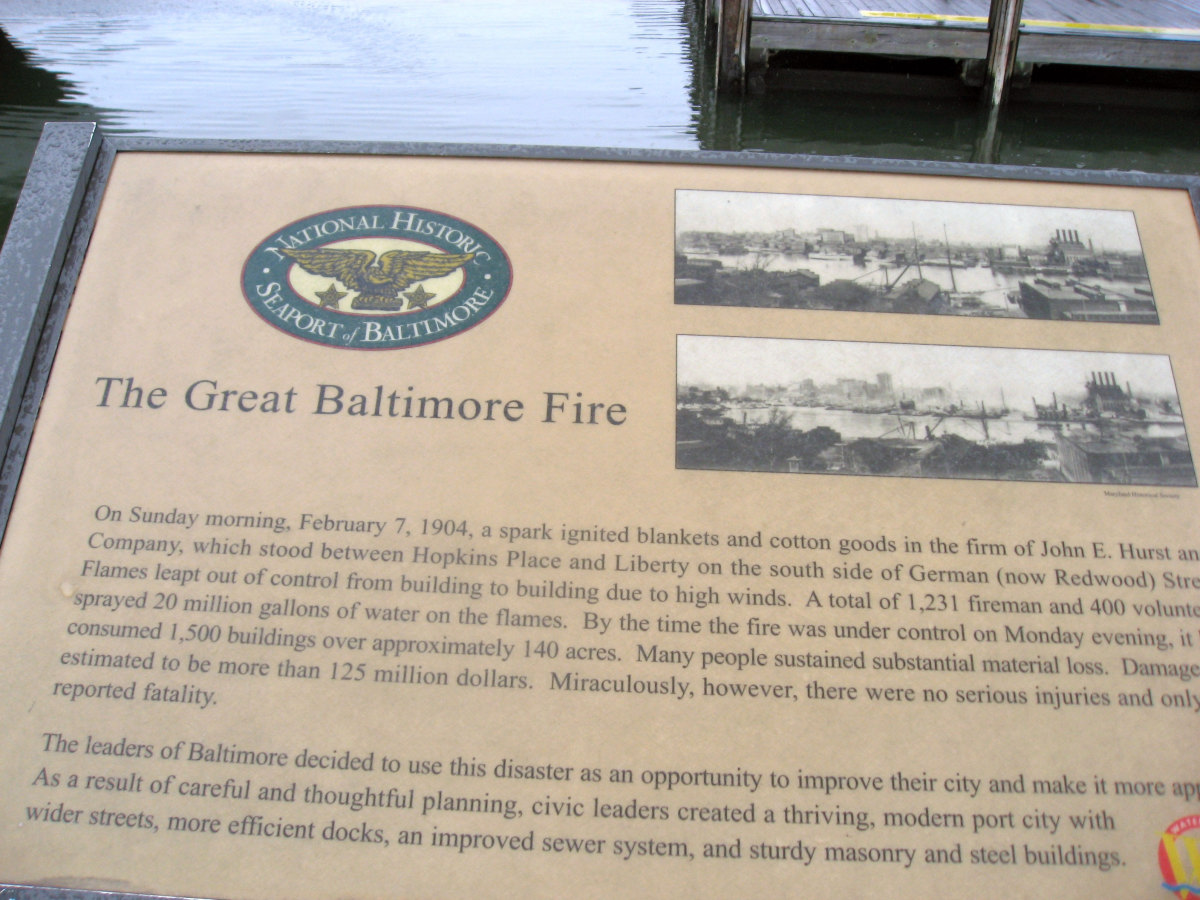 NATIONAL HISTORIC
SEAPORT of BALTIMORE
The Great Baltimore Fire
Maryland Historical Society
On Sunday morning, February 7, 1904, a spark ignited blankets and cotton goods in the firm of John E. Hurst an
Company, which stood between Hopkins Place and Liberty on the south side of German (now Redwood) Stre
Flames leapt out of control from building to building due to high winds. A total of 1,231 fireman and 400 volunte
sprayed 20 million gallons of water on the flames. By the time the fire was under control on Monday evening, it
consumed 1,500 buildings over approximately 140 acres. Many people sustained substantial material loss. Damage
estimated to be more than 125 million dollars. Miraculously, however, there were no serious injuries and only
reported fatality.
The leaders of Baltimore decided to use this disaster as an opportunity to improve their city and make it more app
As a result of careful and thoughtful planning, civic leaders created a thriving, modern port city with
wider streets, more efficient docks, an improved sewer system, and sturdy masonry and steel buildings.
WATE